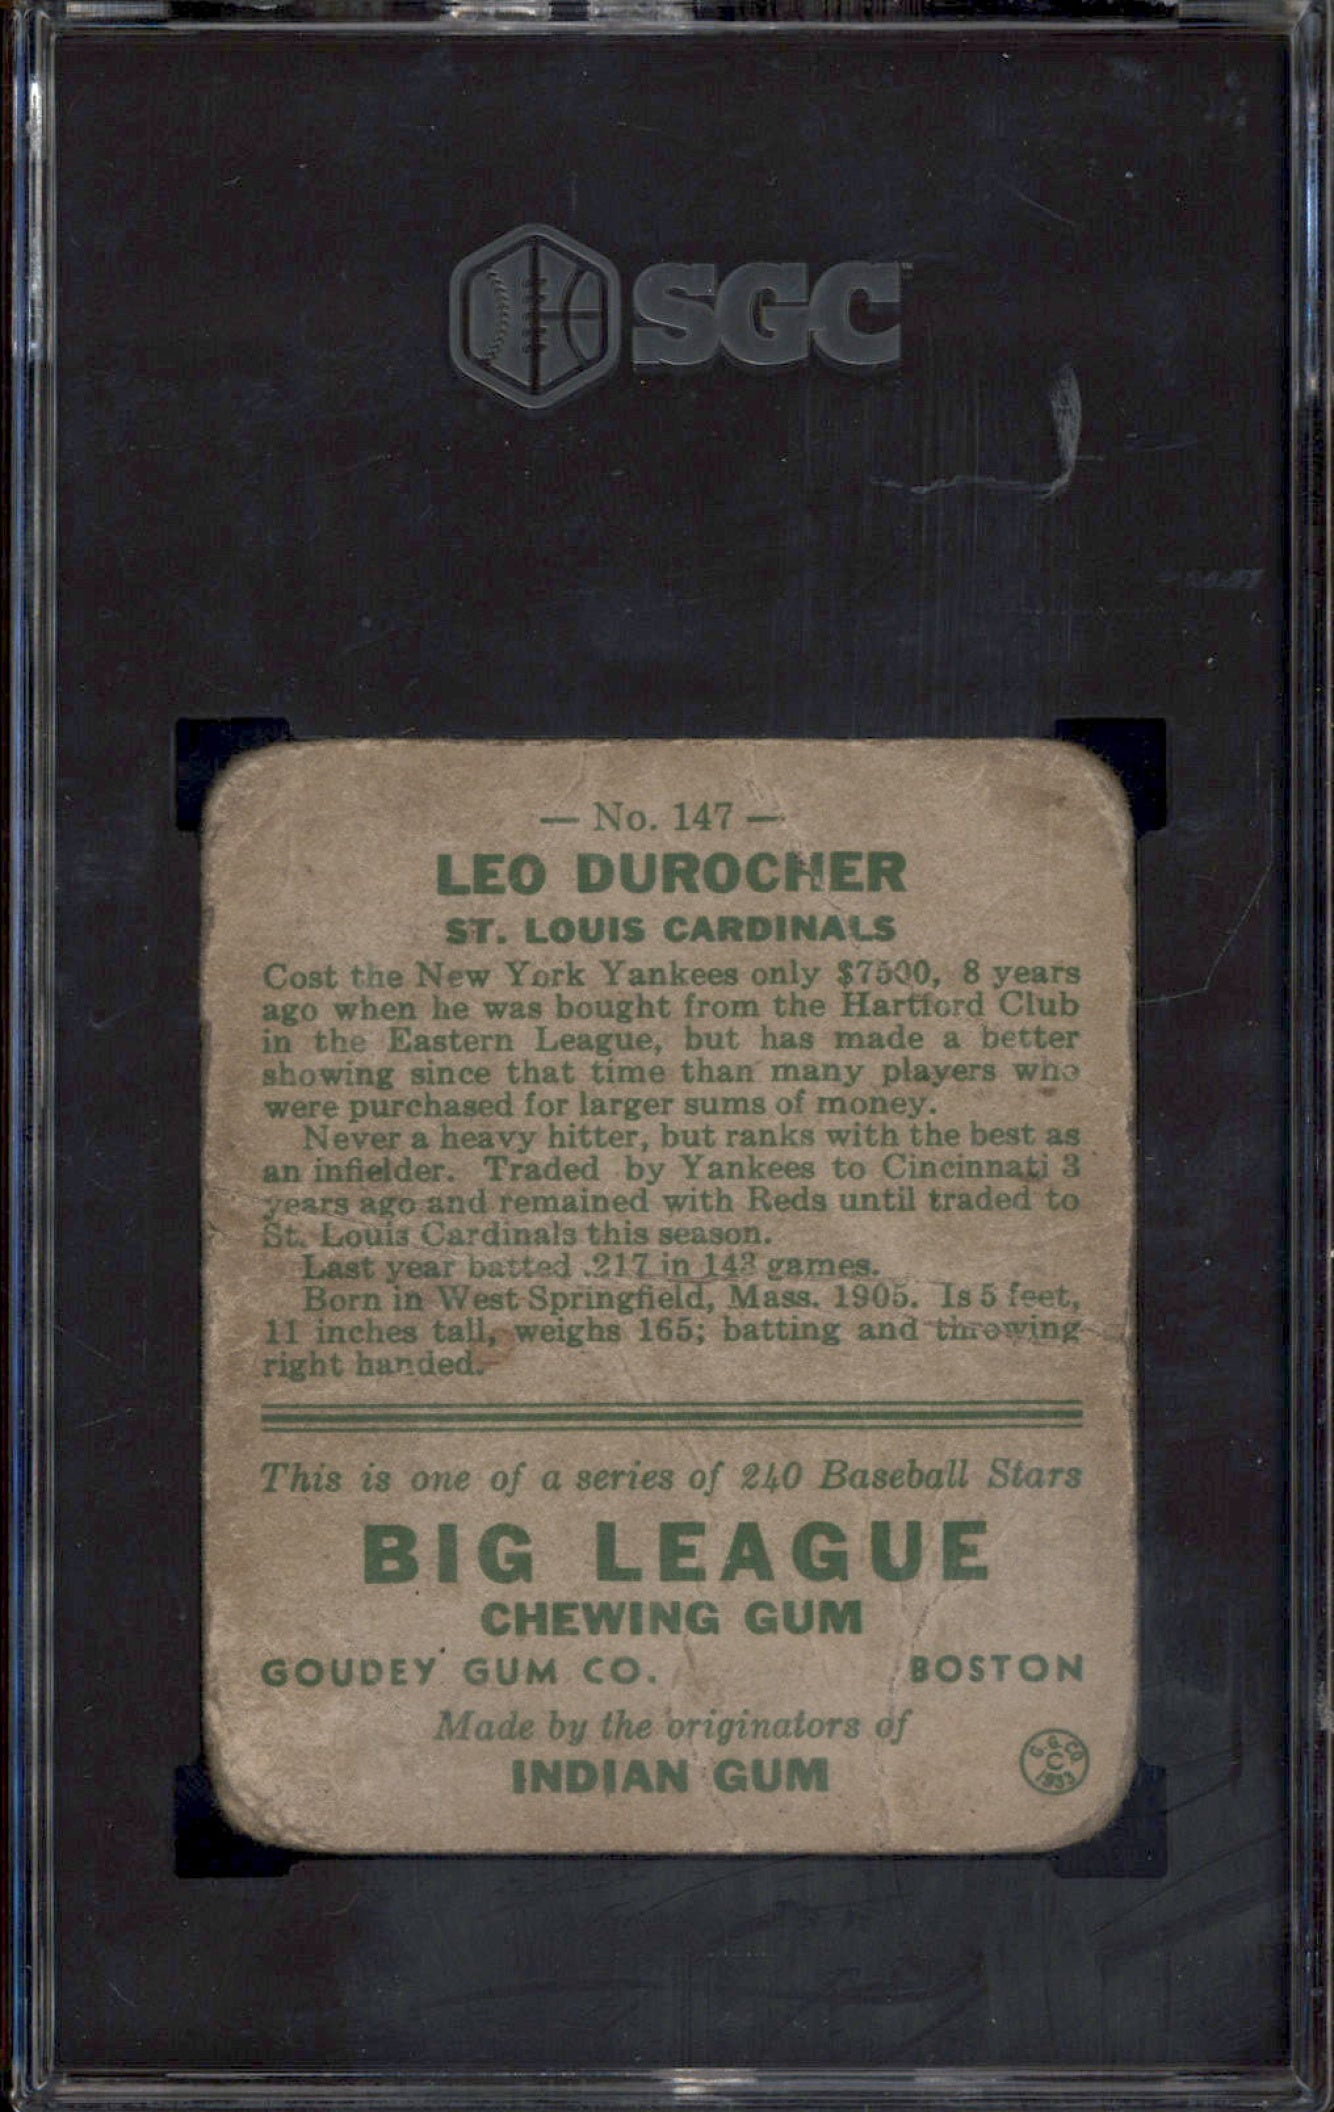 SGC™
— No. 147 —
LEO DUROCHER
ST. LOUIS CARDINALS
Cost the New York Yankees only $7500, 8 years
ago when he was bought from the Hartford Club
in the Eastern League, but has made a better
showing since that time than many players who
were purchased for larger sums of money.
Never a heavy hitter, but ranks with the best as
an infielder. Traded by Yankees to Cincinnati 3
years ago and remained with Reds until traded to
St. Louis Cardinals this season.
Last year batted .217 in 143 games.
Born in West Springfield, Mass. 1905. Is 5 feet,
11 inches tall, weighs 165; batting and throwing
right handed.
This is one of a series of 240 Baseball Stars
BIG LEAGUE
CHEWING GUM
GOUDEY GUM CO. BOSTON
Made by the originators of
INDIAN GUM
G. G. CO
C
1933